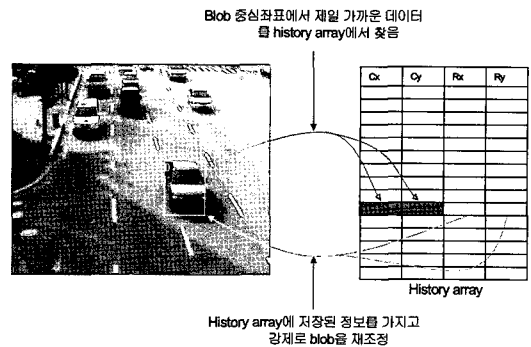 Blob 중심좌표에서 제일 가까운 데이터
를 history array에서 찾음
Cx Cy Rx Ry
History array
History array에 저장된 정보를 가지고
강제로 blob을 재조정